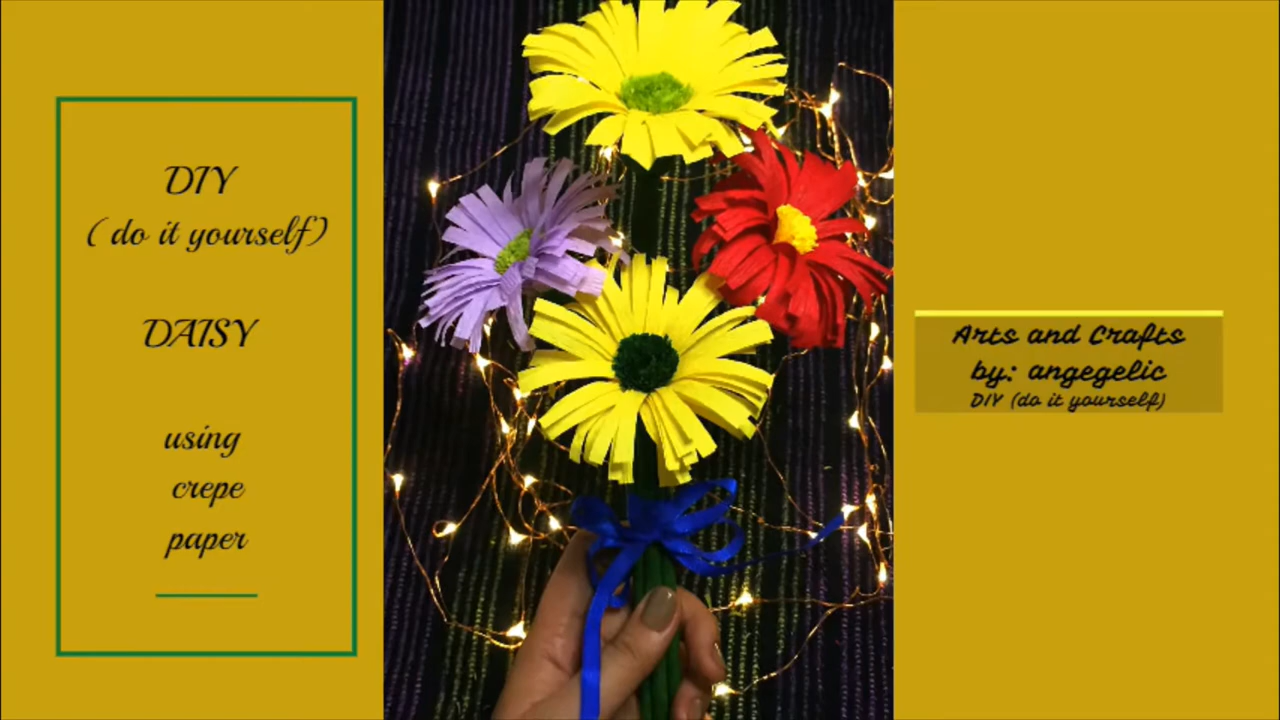 DIY
( do it yourself)
DAISY
using
crepe
paper
Arts and Crafts
by: angegelic
DIY (do it yourself)